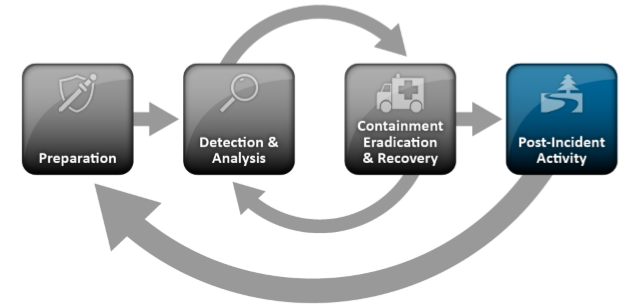 Preparation
Detection &
Analysis
Containment
Eradication
& Recovery
Post-Incident
Activity